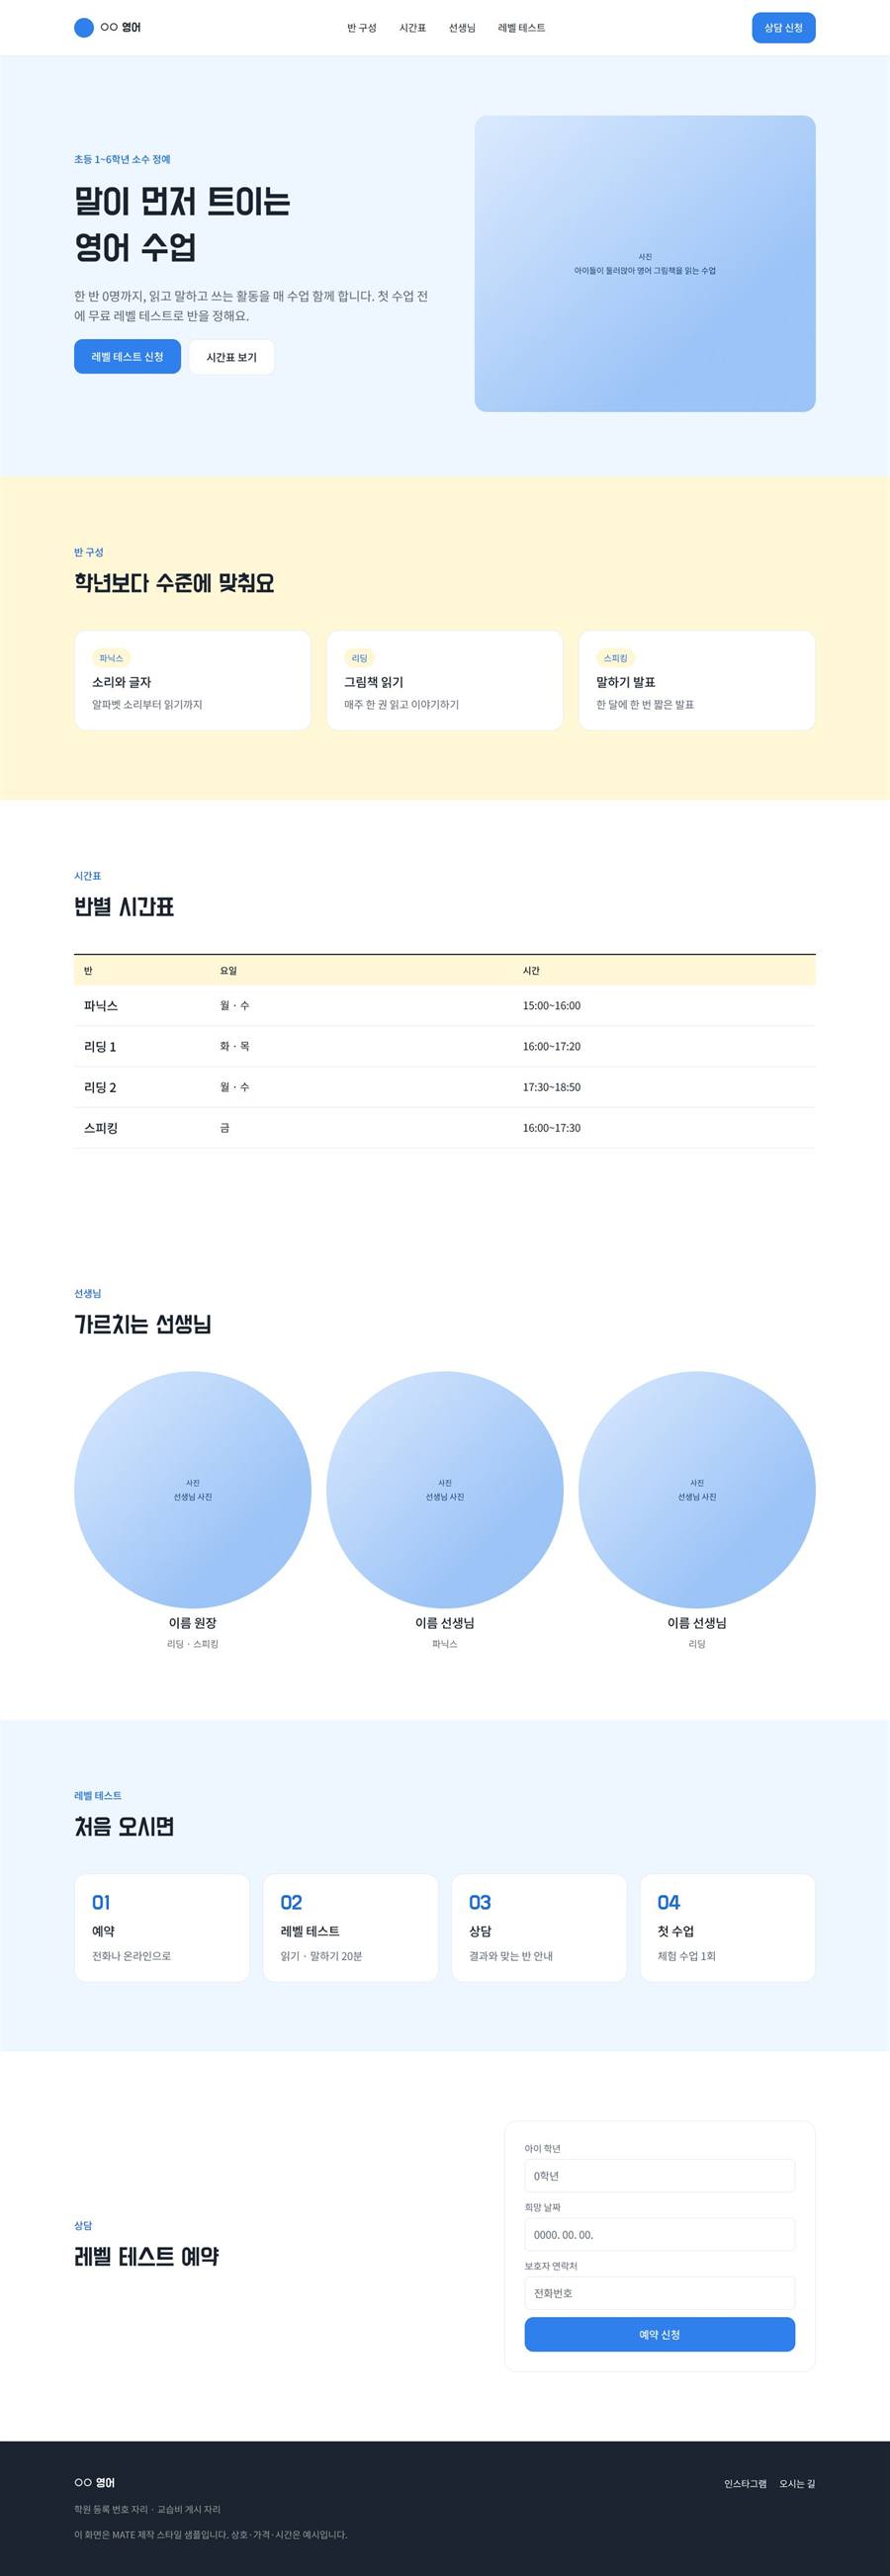 ○○ 영어
반 구성
시간표
선생님
레벨 테스트
상담 신청
초등 1~6학년 소수 정예
말이 먼저 트이는
영어 수업
한 반 0명까지, 읽고 말하고 쓰는 활동을 매 수업 함께 합니다. 첫 수업 전
에 무료 레벨 테스트로 반을 정해요.
레벨 테스트 신청
시간표 보기
사진
아이들이 둘러앉아 영어 그림책을 읽는 수업
반 구성
학년보다 수준에 맞춰요
파닉스
소리와 글자
알파벳 소리부터 읽기까지
리딩
그림책 읽기
매주 한 권 읽고 이야기하기
스피킹
말하기 발표
한 달에 한 번 짧은 발표
시간표
반별 시간표
반 요일 시간
파닉스 월 · 수 15:00~16:00
리딩 1 화 · 목 16:00~17:20
리딩 2 월 · 수 17:30~18:50
스피킹 금 16:00~17:30
선생님
가르치는 선생님
사진
선생님 사진
이름 원장
리딩 · 스피킹
사진
선생님 사진
이름 선생님
파닉스
사진
선생님 사진
이름 선생님
리딩
레벨 테스트
처음 오시면
01
예약
전화나 온라인으로
02
레벨 테스트
읽기 · 말하기 20분
03
상담
결과와 맞는 반 안내
04
첫 수업
체험 수업 1회
상담
레벨 테스트 예약
아이 학년
0학년
희망 날짜
0000. 00. 00.
보호자 연락처
전화번호
예약 신청
○○ 영어
인스타그램
오시는 길
학원 등록 번호 자리 · 교습비 게시 자리
이 화면은 MATE 제작 스타일 샘플입니다. 상호·가격·시간은 예시입니다.